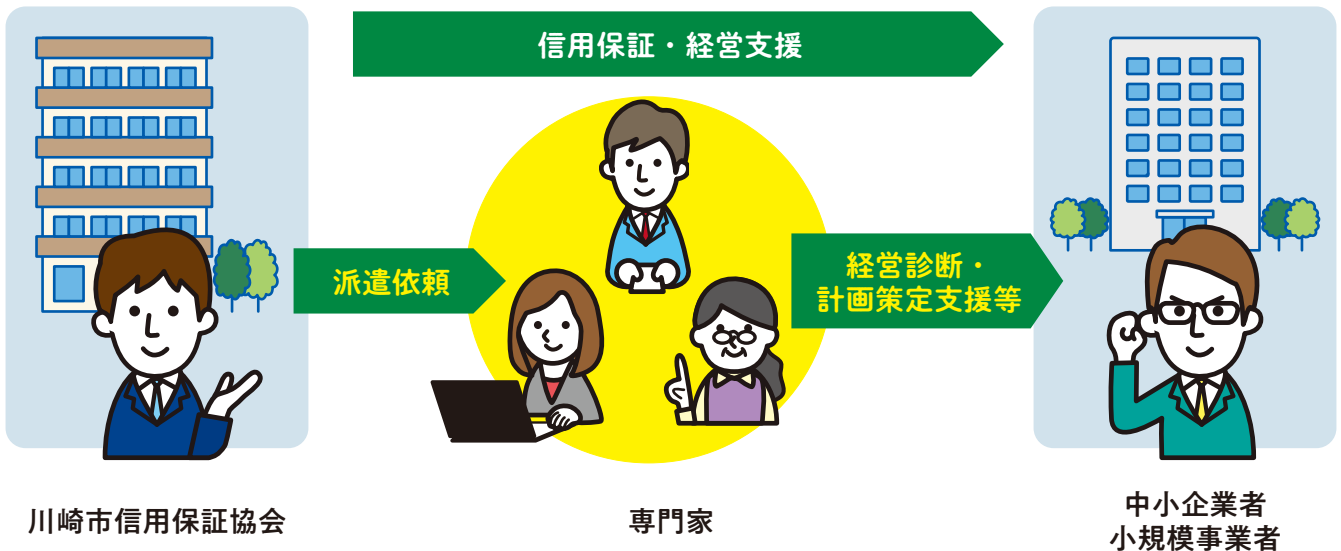 信用保証・経営支援
派遣依頼
経営診断・
計画策定支援等
川崎市信用保証協会
専門家
中小企業者
小規模事業者